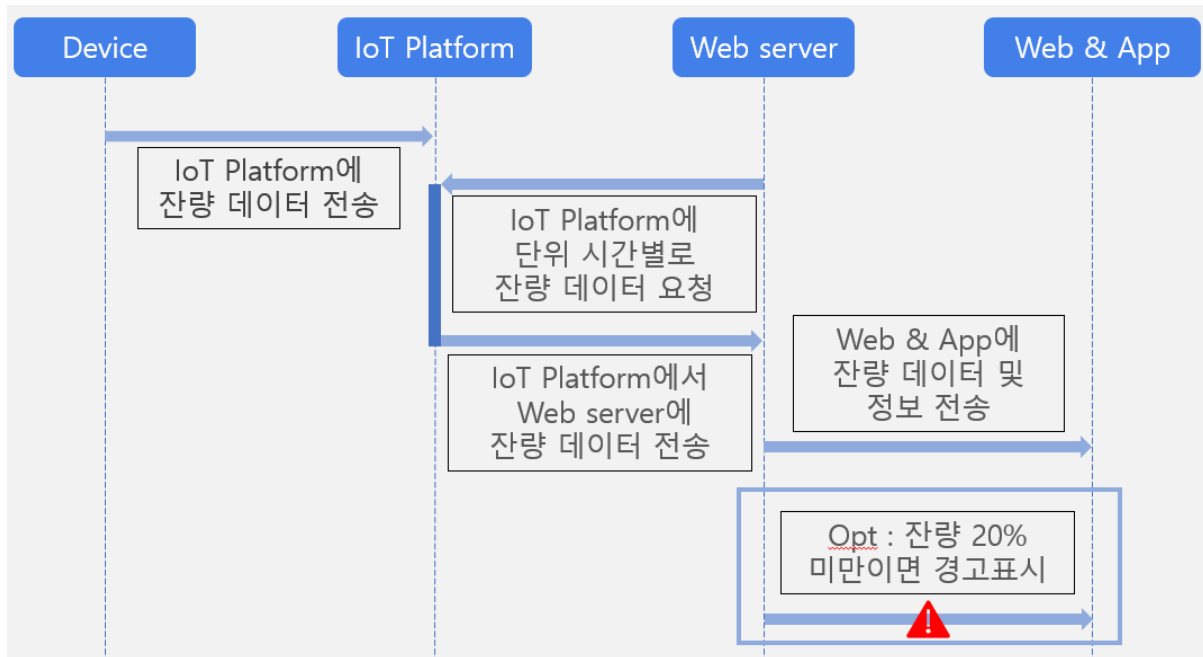 Device
IoT Platform
Web server
Web & App
IoT Platform에
잔량 데이터 전송
IoT Platform에
단위 시간별로
잔량 데이터 요청
IoT Platform에서
Web server에
잔량 데이터 전송
Web & App에
잔량 데이터 및
정보 전송
Opt : 잔량 20%
미만이면 경고표시